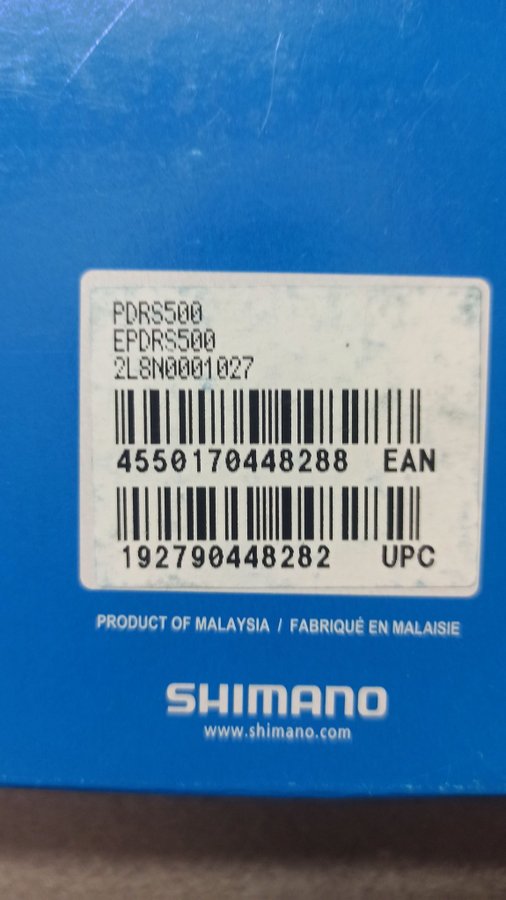 PDRS500
EPDRS500
2L8N0001027
4550170448288 EAN
192790448282 UPC
PRODUCT OF MALAYSIA / FABRIQUÉ EN MALAISIE
SHIMANO
www.shimano.com